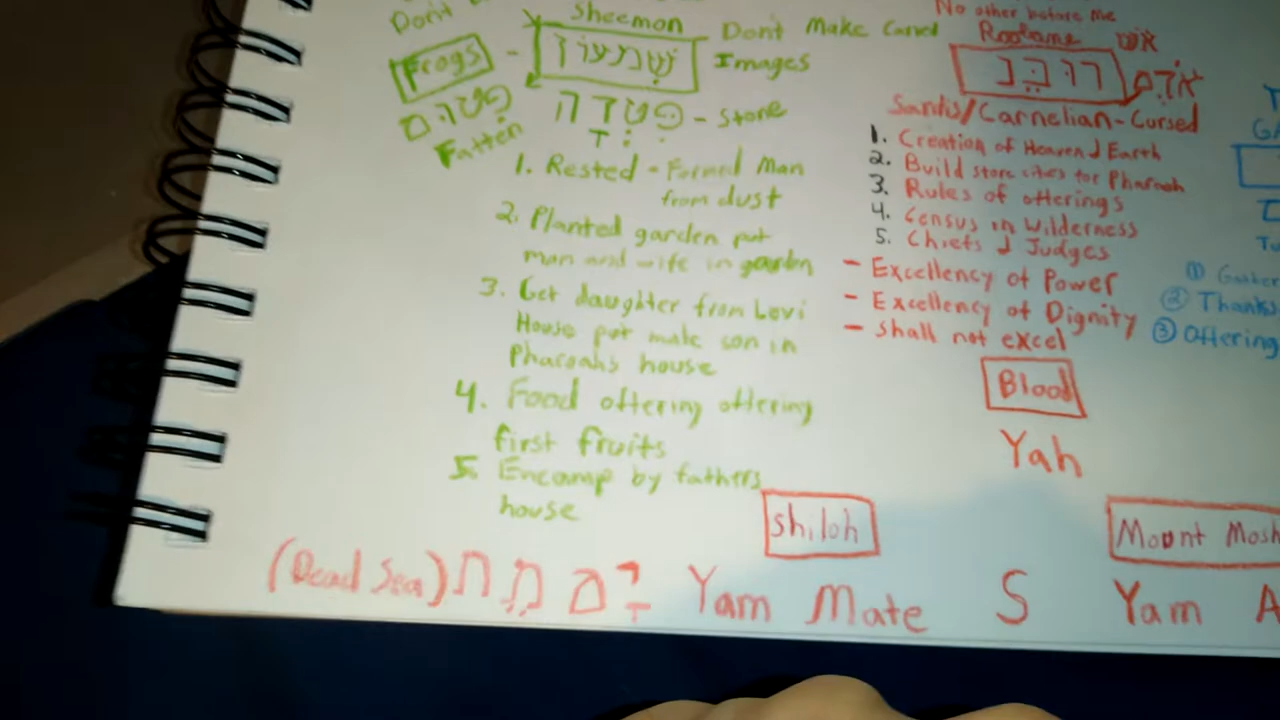 Don't
Sheemon
Don't Make Carved
Images
Frogs -
שִׁמְעוֹן
פִּטְדָה - Stone
Fatten
1. Rested - Formed Man
from dust
2. Planted garden put
man and wife in garden
3. Get daughter from Levi
House put male son in
Pharoahs house
4. Food offering offering
first fruits
5. Encamp by fathers
house
No other before me
אֹדֶם
Sardis/Carnelian-Cursed
1. Creation of Heaven & Earth
2. Build store cities for Pharaoh
3. Rules of offerings
4. Census in Wilderness
5. Chiefs & Judges
- Excellency of Power
- Excellency of Dignity
- Shall not excel
Blood
Yah
① Gather
② Thanks
③ Offering
Shiloh
Mount Mosh
(Dead Sea) יָם
Yam Mate S Yam A